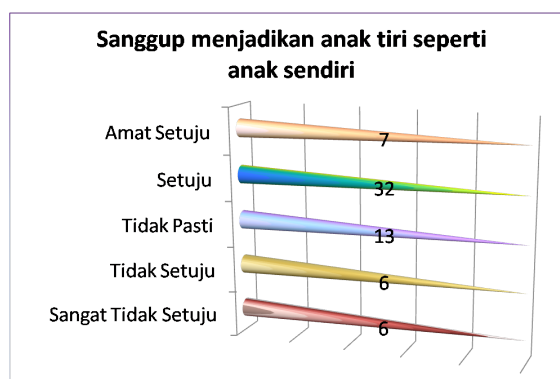 Sanggup menjadikan anak tiri seperti
anak sendiri
Amat Setuju
7
Setuju
32
Tidak Pasti
13
Tidak Setuju
6
Sangat Tidak Setuju
6